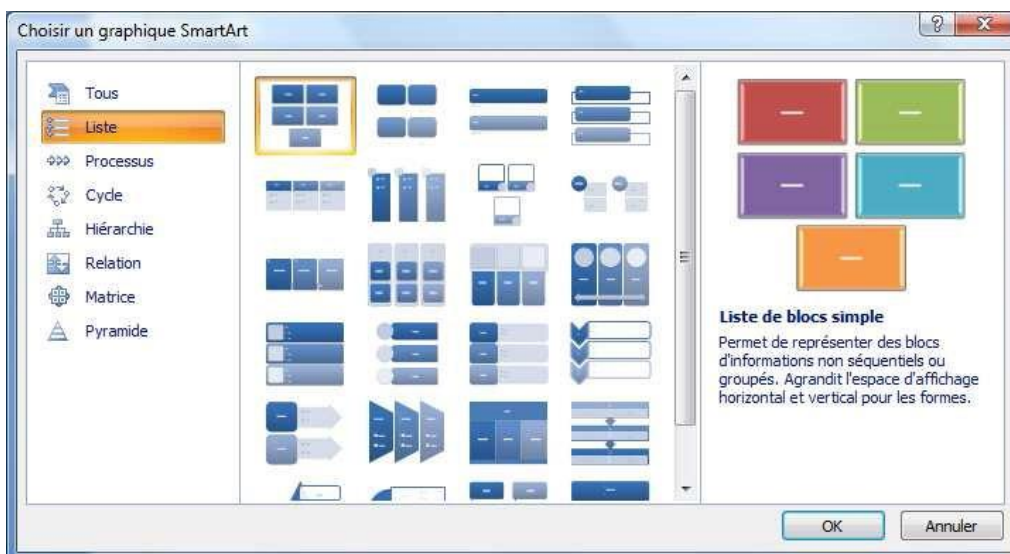 Choisir un graphique SmartArt
Tous
Liste
Processus
Cycle
Hiérarchie
Relation
Matrice
Pyramide
Liste de blocs simple
Permet de représenter des blocs
d'informations non séquentiels ou
groupés. Agrandit l'espace d'affichage
horizontal et vertical pour les formes.
OK
Annuler